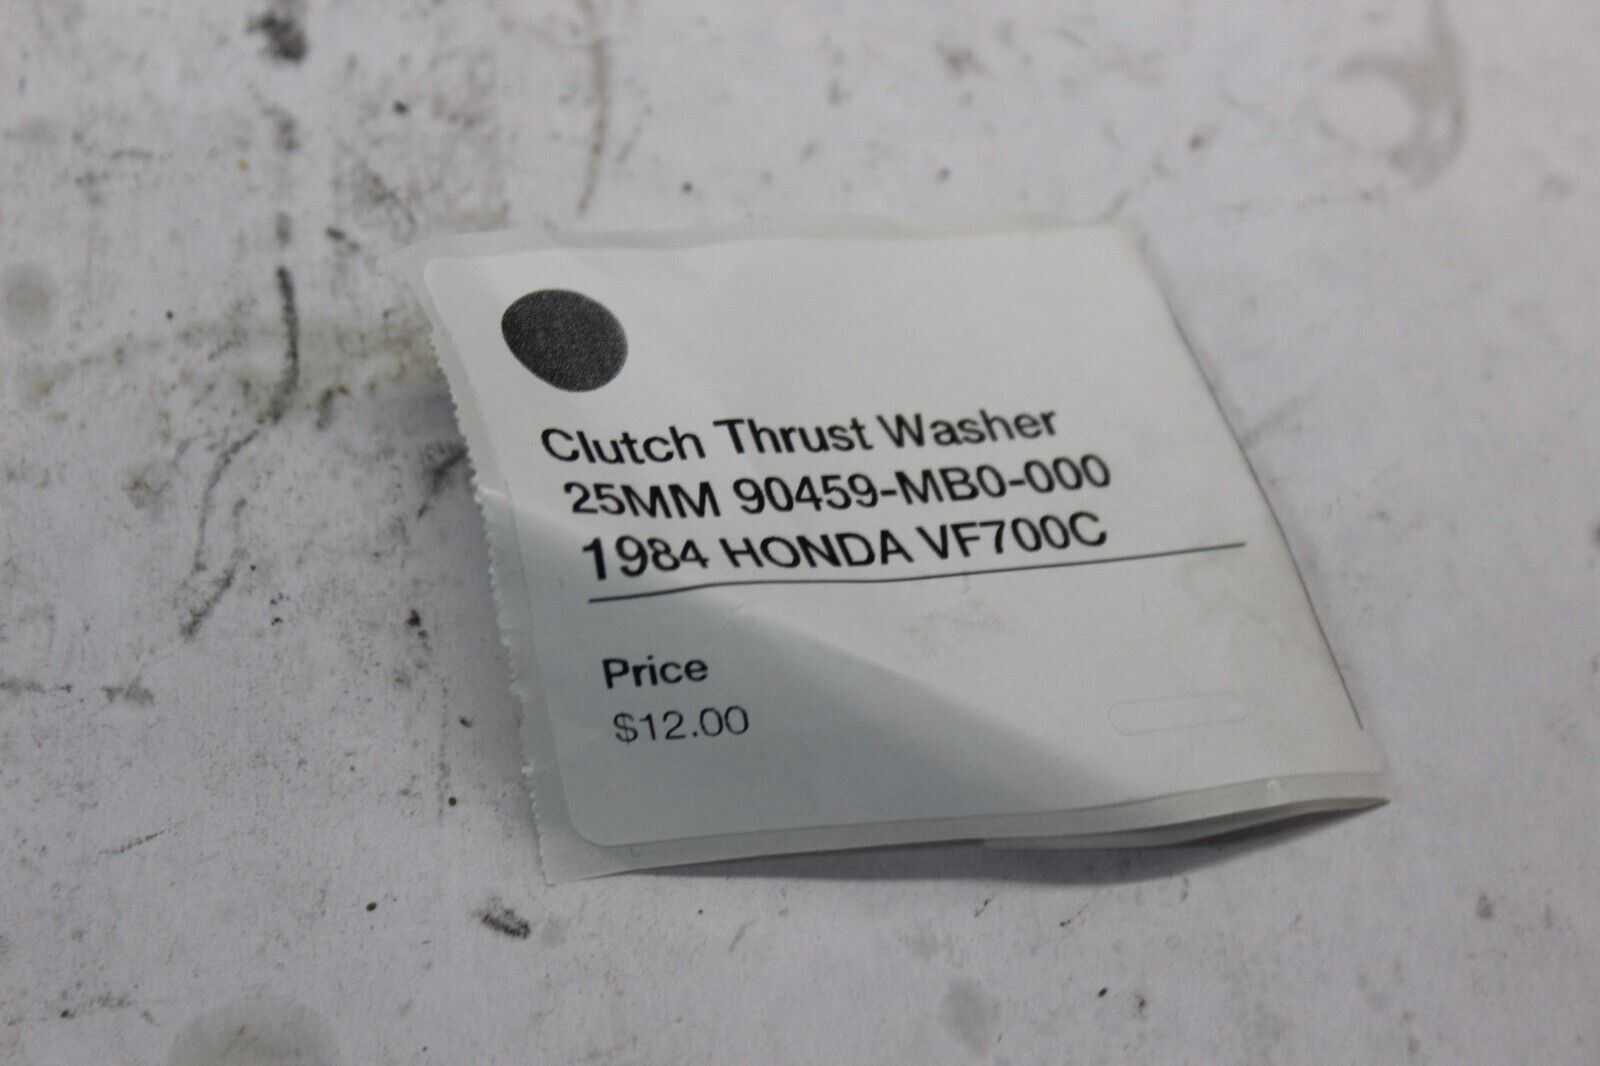 Clutch Thrust Washer
25MM 90459-MB0-000
1984 HONDA VF700C
Price
$12.00